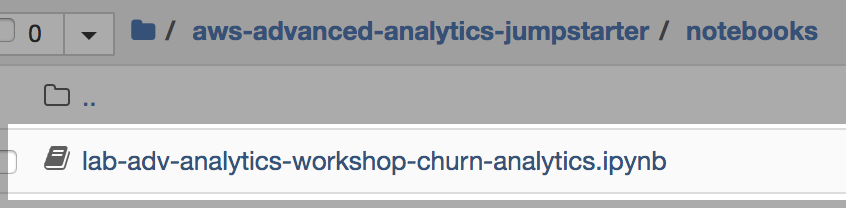 0 / aws-advanced-analytics-jumpstarter / notebooks
..
lab-adv-analytics-workshop-churn-analytics.ipynb